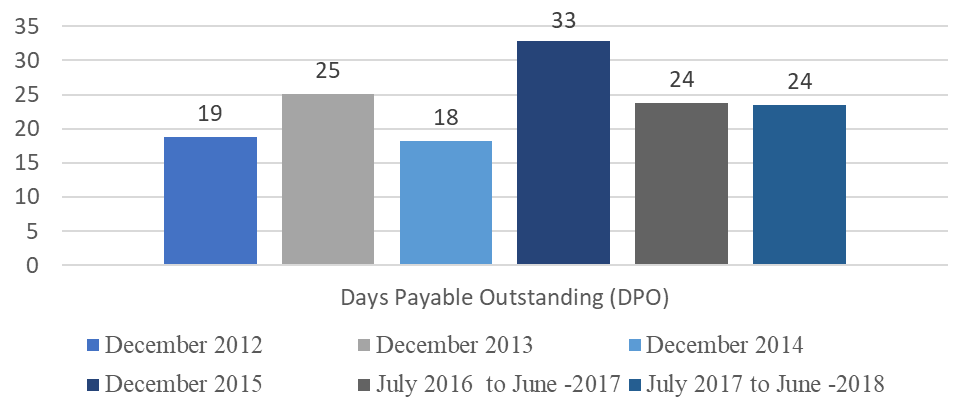 35
30
25
20
15
10
5
0
19
25
18
33
24
24
Days Payable Outstanding (DPO)
December 2012
December 2013
December 2014
December 2015
July 2016  to June -2017
July 2017 to June -2018